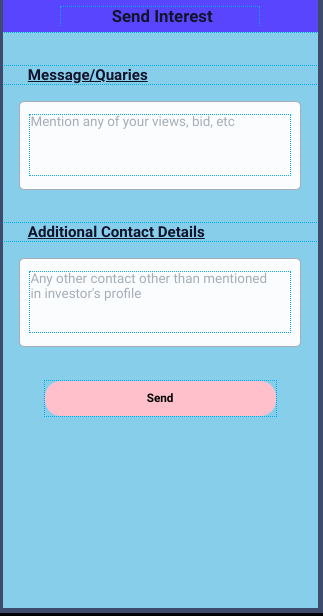 Send Interest
Message/Quaries
Mention any of your views, bid, etc
Additional Contact Details
Any other contact other than mentioned
in investor's profile
Send